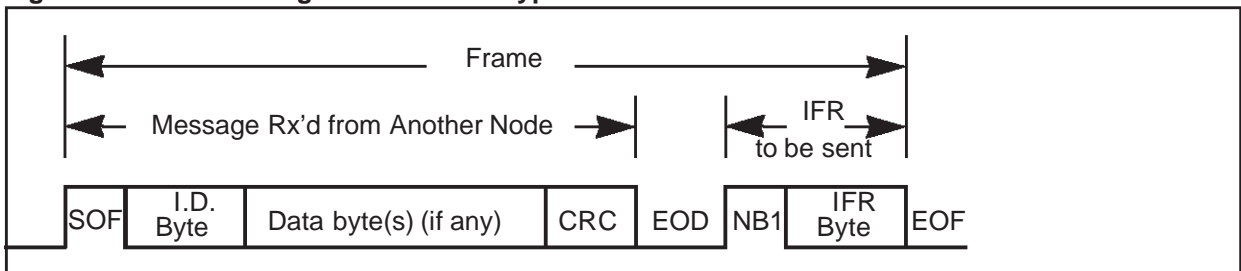 Frame
Message Rx'd from Another Node
IFR
to be sent
SOF
I.D.
Byte
Data byte(s) (if any)
CRC
EOD
NB1
IFR
Byte
EOF